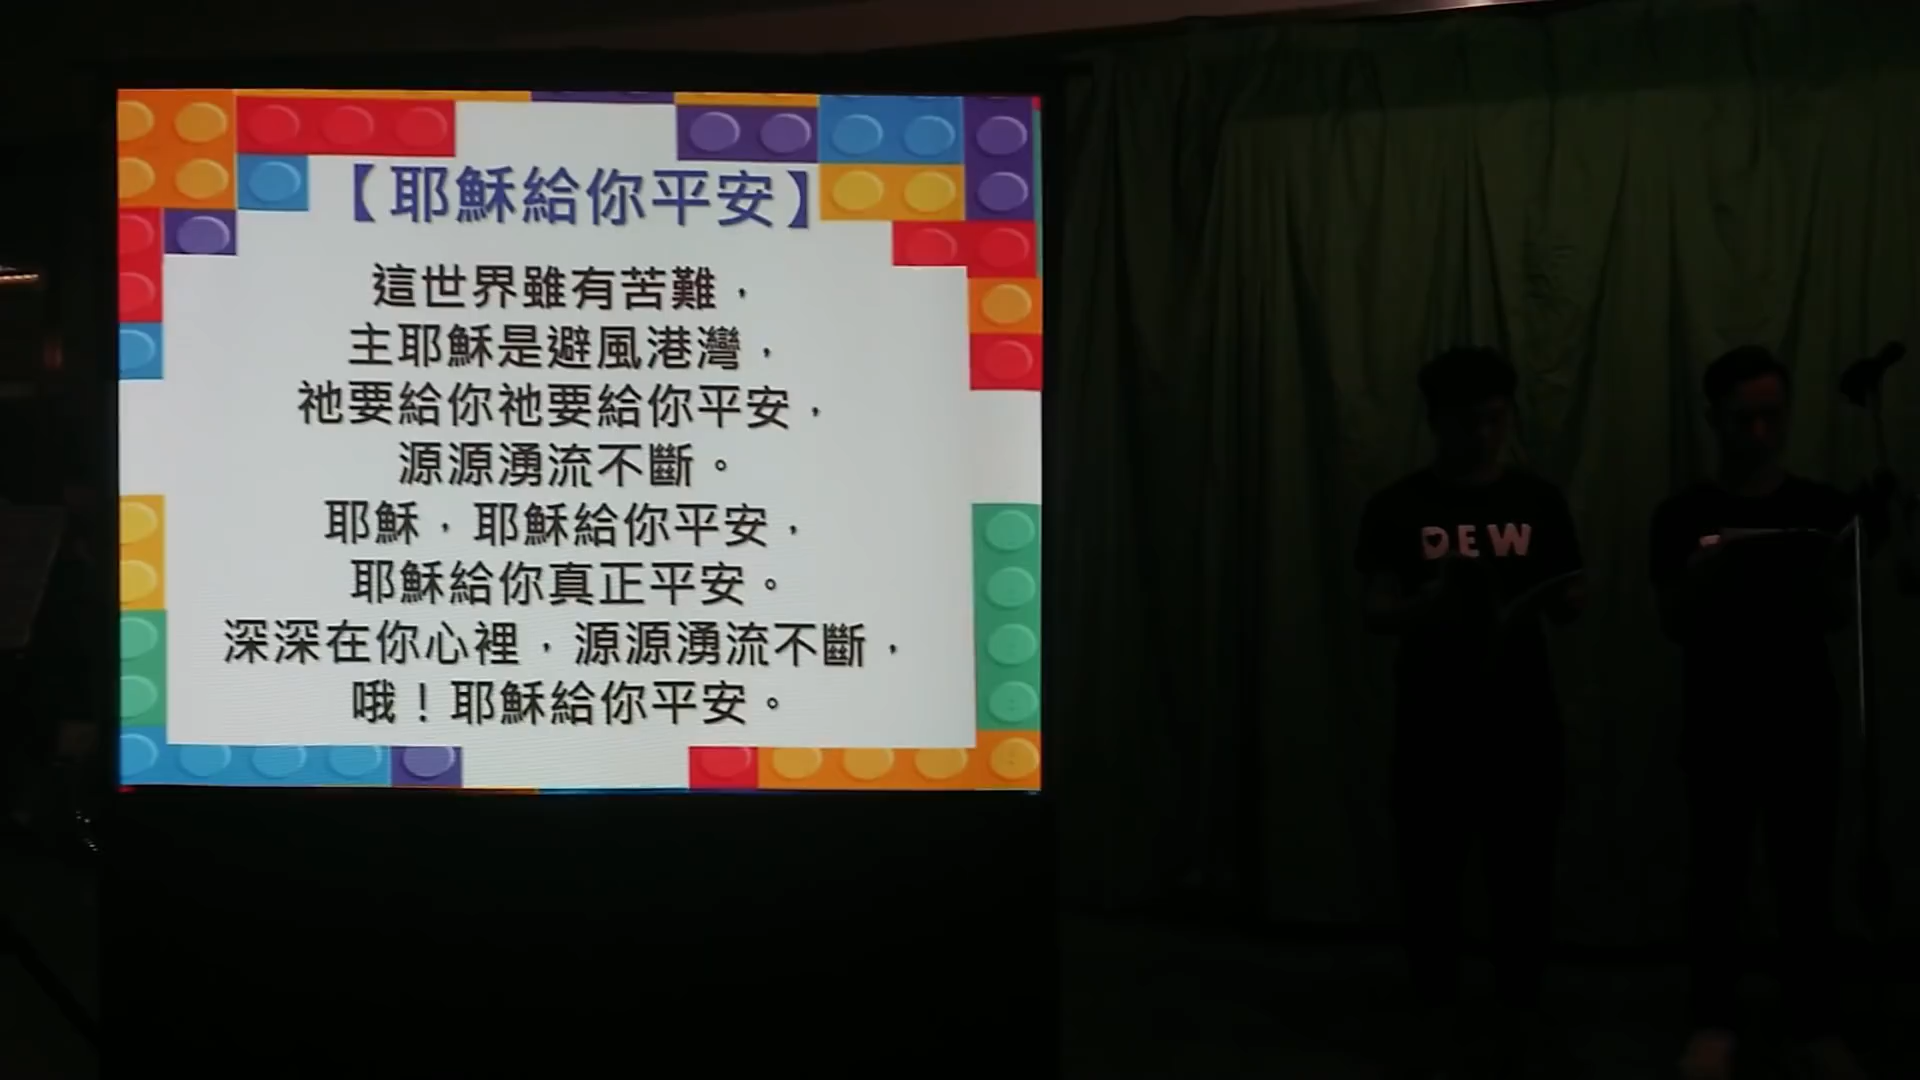 【耶穌給你平安】
這世界雖有苦難，
主耶穌是避風港灣，
祂要給你祂要給你平安，
源源湧流不斷。
耶穌，耶穌給你平安，
耶穌給你真正平安。
深深在你心裡，源源湧流不斷，
哦！耶穌給你平安。
DEW